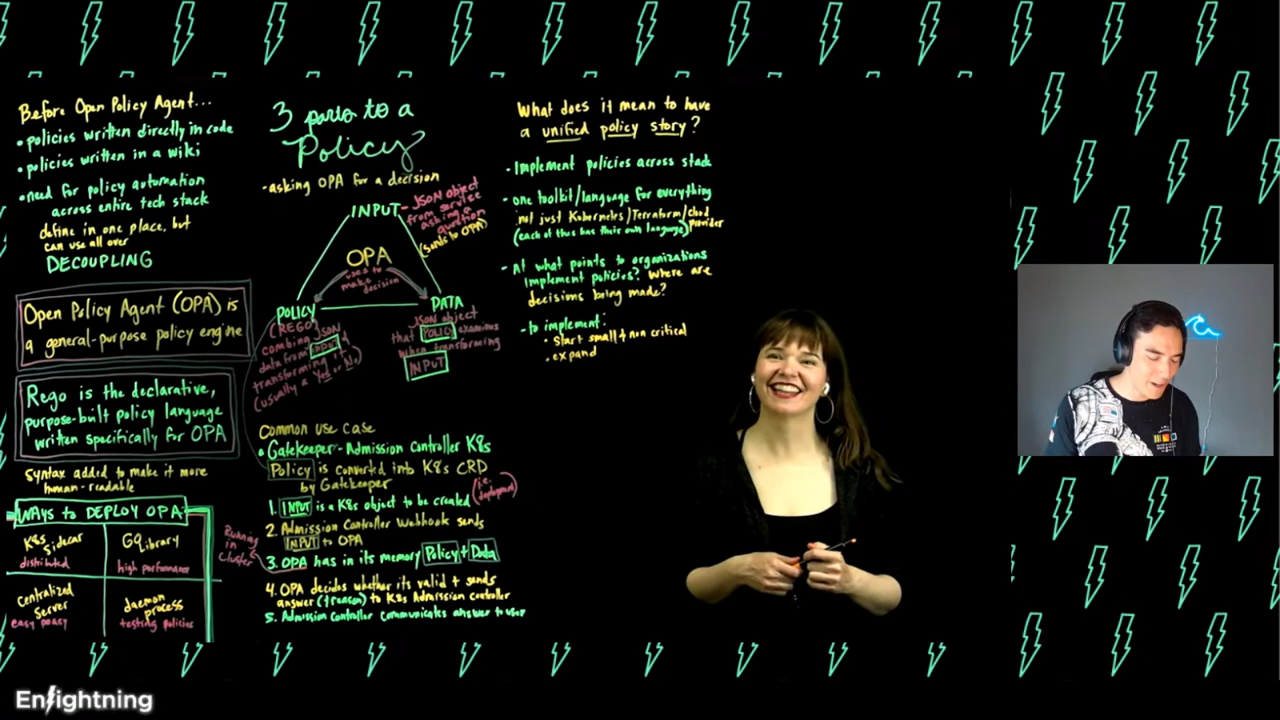 Before Open Policy Agent...
• policies written directly in code
• policies written in a wiki
• need for policy automation
across entire tech stack
define in one place, but
can use all over
DECOUPLING
Open Policy Agent (OPA) is
a general-purpose policy engine
Rego is the declarative,
purpose-built policy language
written specifically for OPA
Syntax added to make it more
human-readable
WAYS to DEPLOY OPA:
K8s sidecar
distributed
GO Library
high performance
centralized
server
easy peasy
daemon
process
testing policies
3 parts to a
Policy
- asking OPA for a decision
INPUT - JSON object
from service
asking a
question
(sends to OPA)
OPA
uses to
make
decision
POLICY
(REGO)
combing JSON
data from INPUT &
transforming it
(usually a Yes or No)
DATA
JSON object
that POLICY examines
when transforming
INPUT
Common use case
• Gatekeeper - Admission Controller K8s
Policy is converted into K8s CRD
by Gatekeeper
1. INPUT is a K8s object to be created (i.e. deployment)
2. Admission Controller Webhook sends
INPUT to OPA
Running
in
cluster
3. OPA has in its memory Policy + Data
4. OPA decides whether its valid + sends
answer (+reason) to K8s Admission Controller
5. Admission Controller communicates answer to user
What does it mean to have
a unified policy story?
- Implement policies across stack
- one toolkit/language for everything
not just Kubernetes/Terraform/cloud provider
(each of thus has their own language)
- At what points to organizations
implement policies? Where are
decisions being made?
- to implement:
• Start small + non critical
• expand
Enlightning